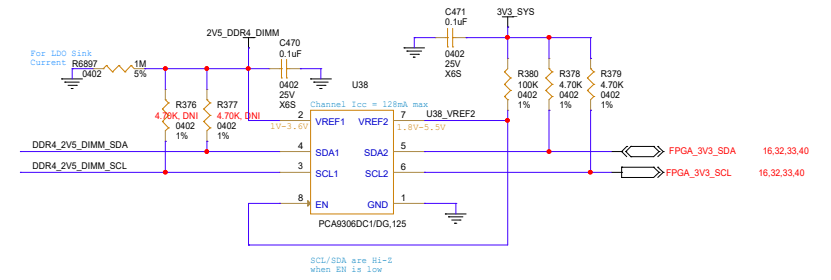 C471
0.1uF
3V3_SYS
2V5_DDR4_DIMM
C470
0.1uF
For LDO Sink
Current
R6897
0402
1M
5%
0402
25V
X6S
0402
25V
X6S
U38
R380
100K
0402
1%
R378
4.70K
0402
1%
R379
4.70K
0402
1%
R376
4.70K, DNI
0402
1%
R377
4.70K, DNI
0402
1%
Channel Icc = 128mA max
2
VREF1
VREF2
7
U38_VREF2
1V-3.6V
1.8V-5.5V
DDR4_2V5_DIMM_SDA
4
SDA1
SDA2
5
FPGA_3V3_SDA
16,32,33,40
DDR4_2V5_DIMM_SCL
3
SCL1
SCL2
6
FPGA_3V3_SCL
16,32,33,40
8
EN
GND
1
PCA9306DC1/DG,125
SCL/SDA are Hi-Z
when EN is low